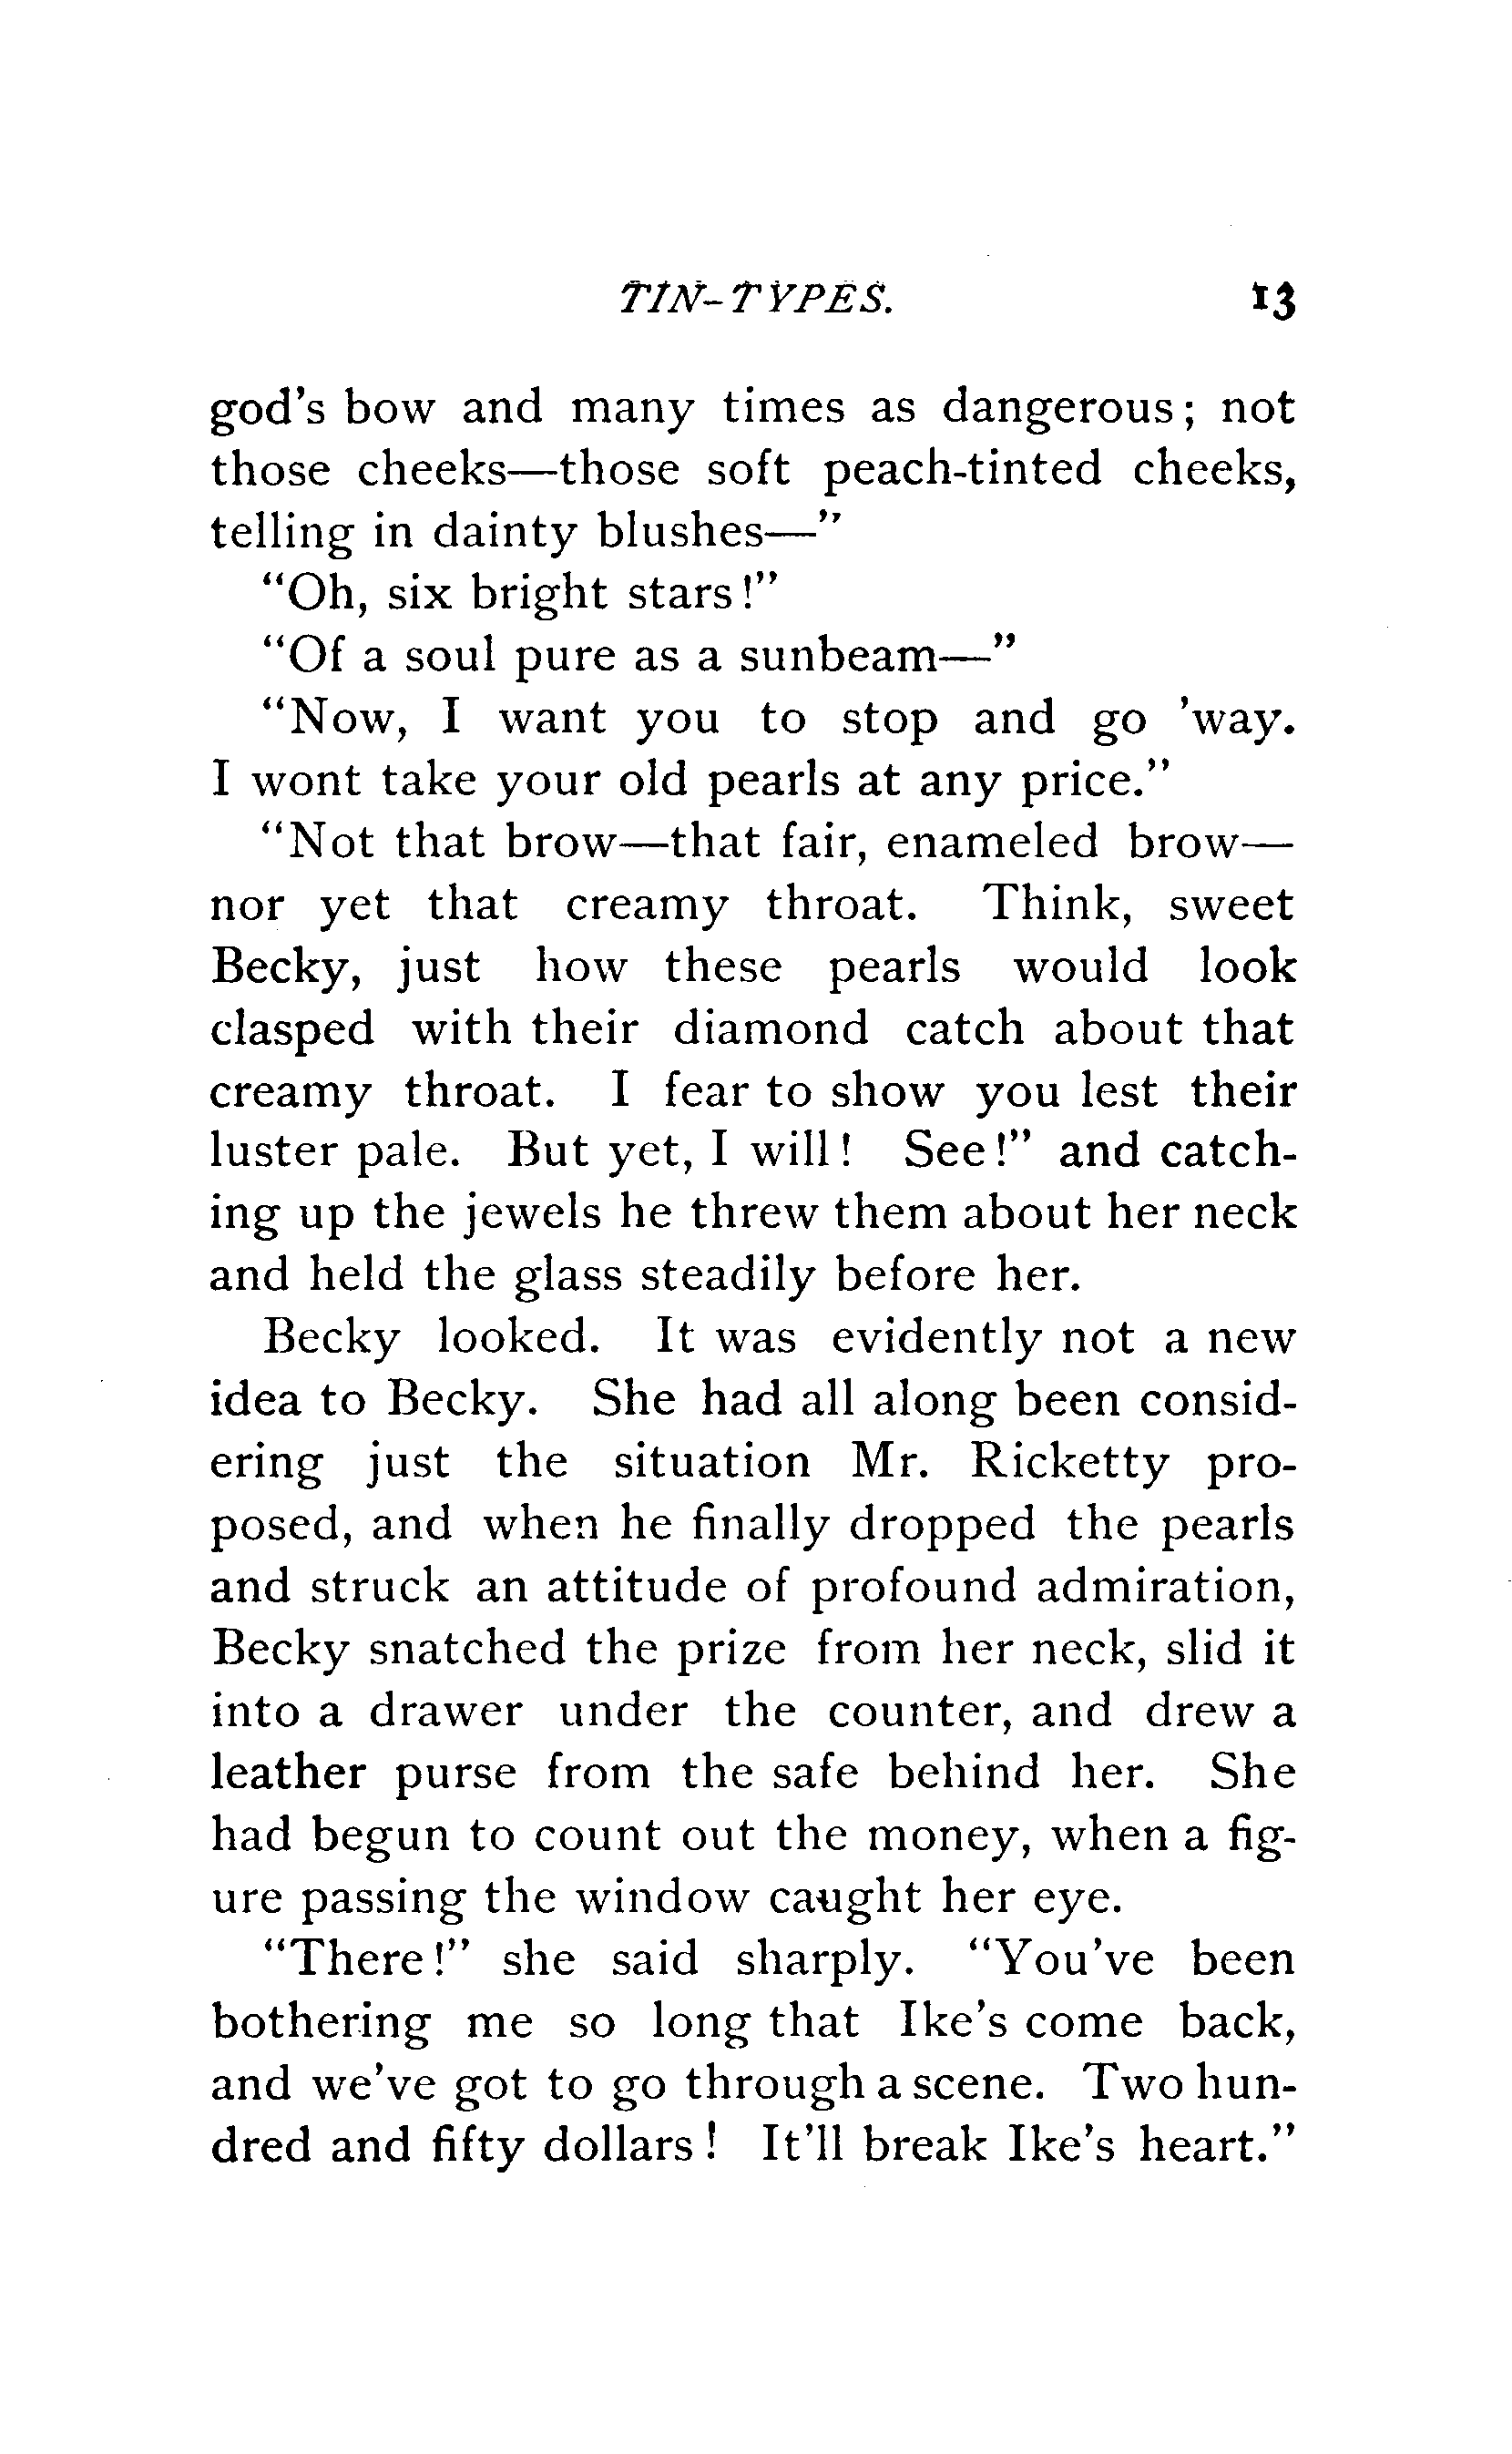 TIN-TYPES. 13
god's bow and many times as dangerous; not
those cheeks—those soft peach-tinted cheeks,
telling in dainty blushes—"
"Oh, six bright stars!"
"Of a soul pure as a sunbeam—"
"Now, I want you to stop and go 'way.
I wont take your old pearls at any price."
"Not that brow—that fair, enameled brow—
nor yet that creamy throat. Think, sweet
Becky, just how these pearls would look
clasped with their diamond catch about that
creamy throat. I fear to show you lest their
luster pale. But yet, I will! See!" and catch-
ing up the jewels he threw them about her neck
and held the glass steadily before her.
Becky looked. It was evidently not a new
idea to Becky. She had all along been consid-
ering just the situation Mr. Ricketty pro-
posed, and when he finally dropped the pearls
and struck an attitude of profound admiration,
Becky snatched the prize from her neck, slid it
into a drawer under the counter, and drew a
leather purse from the safe behind her. She
had begun to count out the money, when a fig-
ure passing the window caught her eye.
"There!" she said sharply. "You've been
bothering me so long that Ike's come back,
and we've got to go through a scene. Two hun-
dred and fifty dollars! It'll break Ike's heart."